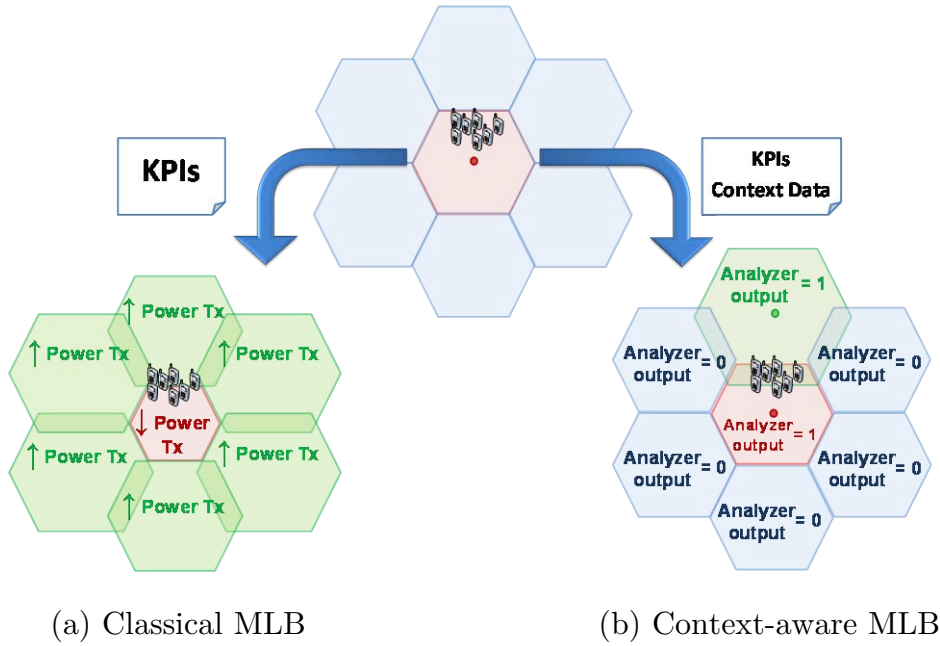 KPIs
KPIs
Context Data
↑ Power Tx
↑ Power Tx
↑ Power Tx
↓ Power
Tx
↑ Power Tx
↑ Power Tx
↑ Power Tx
Analyzer
output = 1
Analyzer
output = 0
Analyzer
output = 0
Analyzer
output = 1
Analyzer
output = 0
Analyzer
output = 0
Analyzer
output = 0
(a) Classical MLB
(b) Context-aware MLB